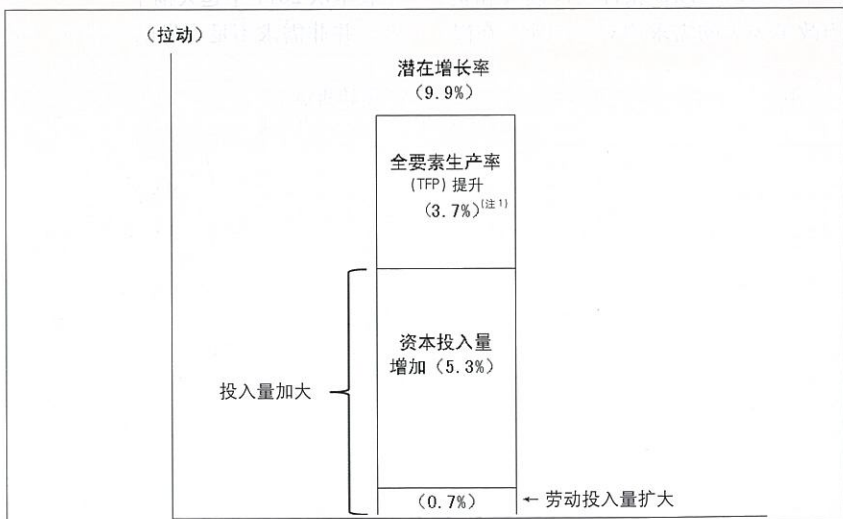 （拉动）
潜在增长率
（9.9%）
全要素生产率
(TFP) 提升
（3.7%）(注1)
资本投入量
增加（5.3%）
投入量加大
（0.7%）
← 劳动投入量扩大